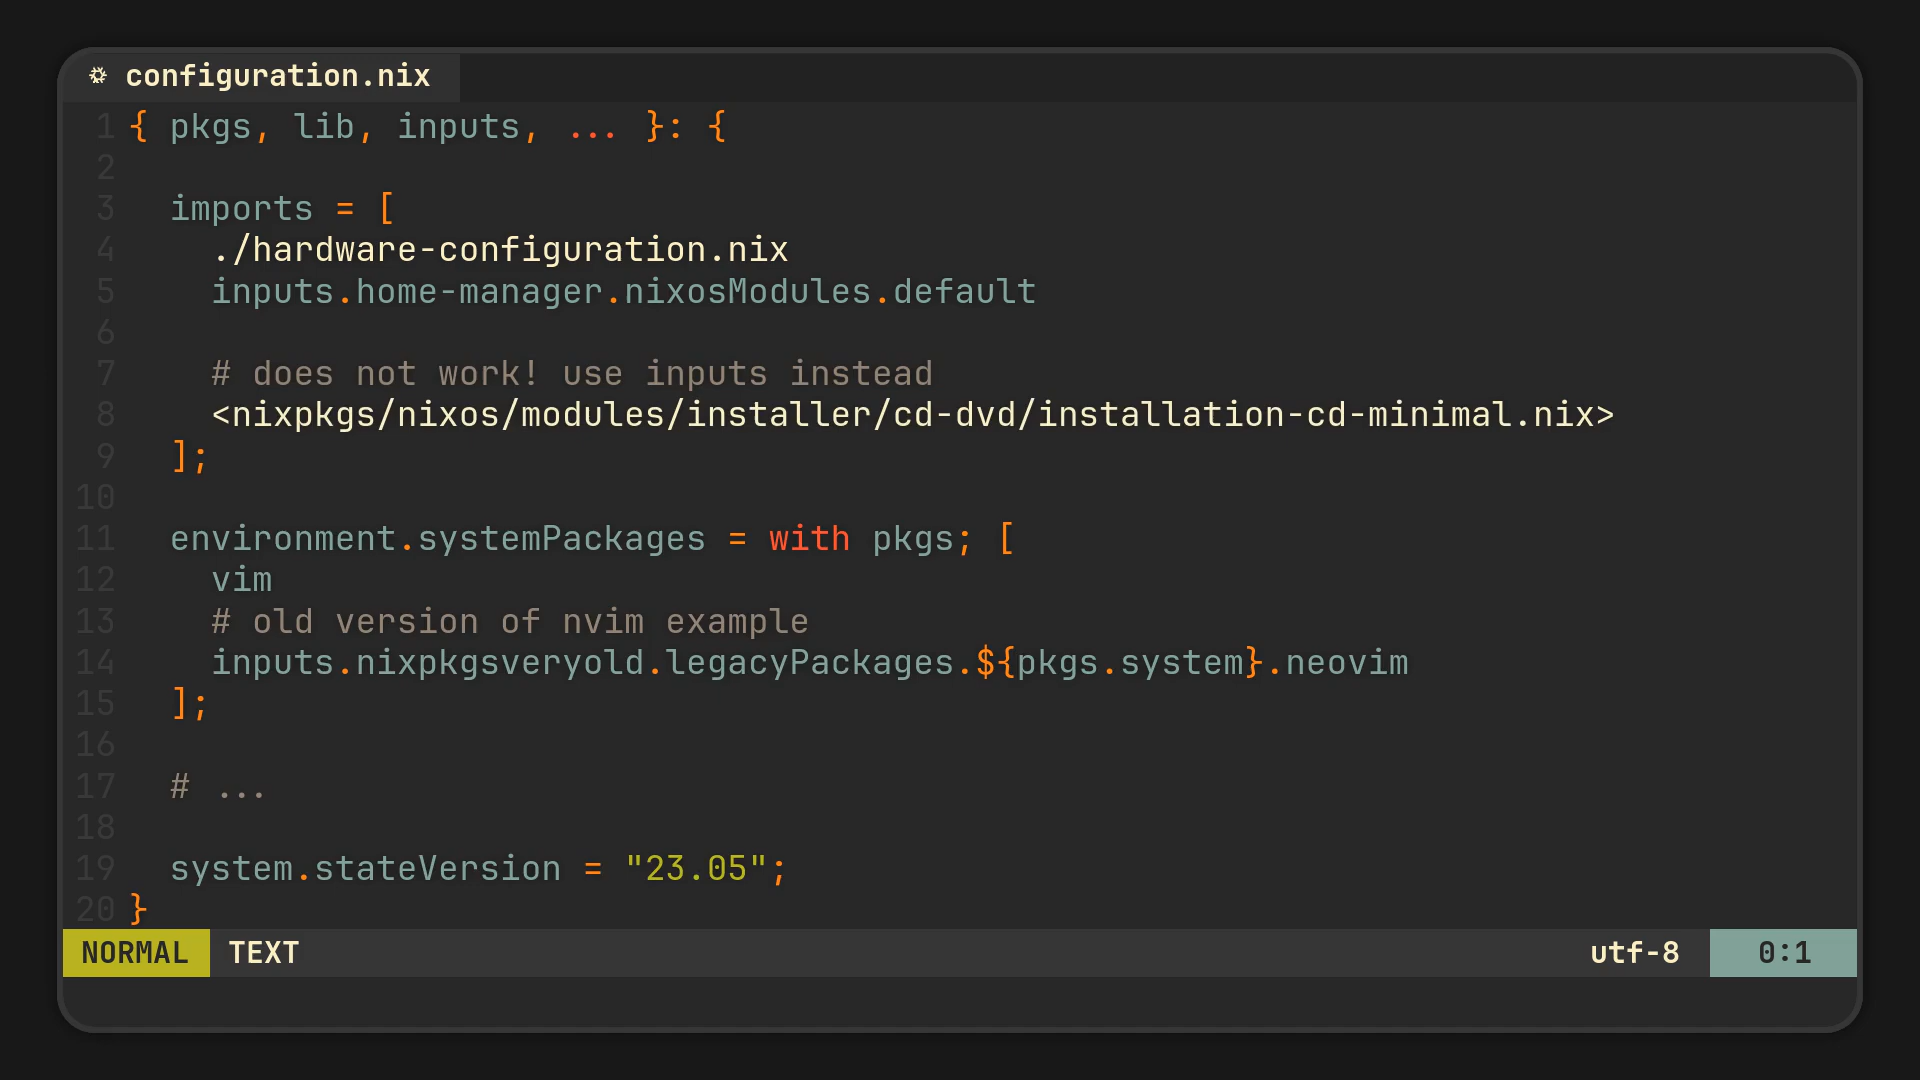 configuration.nix
1 { pkgs, lib, inputs, ... }: {
2
3   imports = [
4     ./hardware-configuration.nix
5     inputs.home-manager.nixosModules.default
6
7     # does not work! use inputs instead
8     <nixpkgs/nixos/modules/installer/cd-dvd/installation-cd-minimal.nix>
9   ];
10
11   environment.systemPackages = with pkgs; [
12     vim
13     # old version of nvim example
14     inputs.nixpkgsveryold.legacyPackages.${pkgs.system}.neovim
15   ];
16
17   # ...
18
19   system.stateVersion = "23.05";
20 }
NORMAL TEXT utf-8 0:1